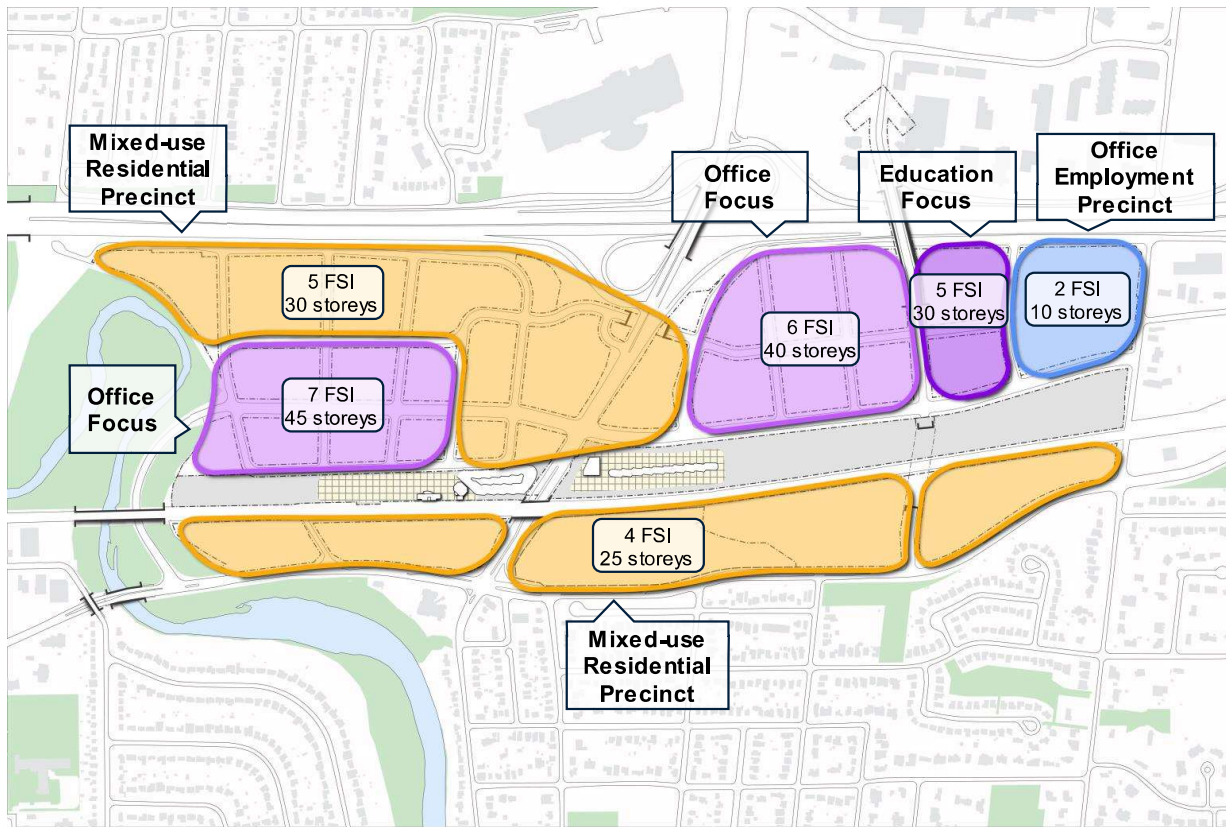 Mixed-use
Residential
Precinct
Office
Focus
Education
Focus
Office
Employment
Precinct
5 FSI
30 storeys
6 FSI
40 storeys
5 FSI
30 storeys
2 FSI
10 storeys
Office
Focus
7 FSI
45 storeys
4 FSI
25 storeys
Mixed-use
Residential
Precinct